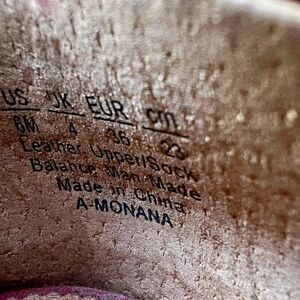 US UK EUR cm
6M 4 36 23
Leather Upper/Sock
Balance Man Made
Made in China
A-MONANA